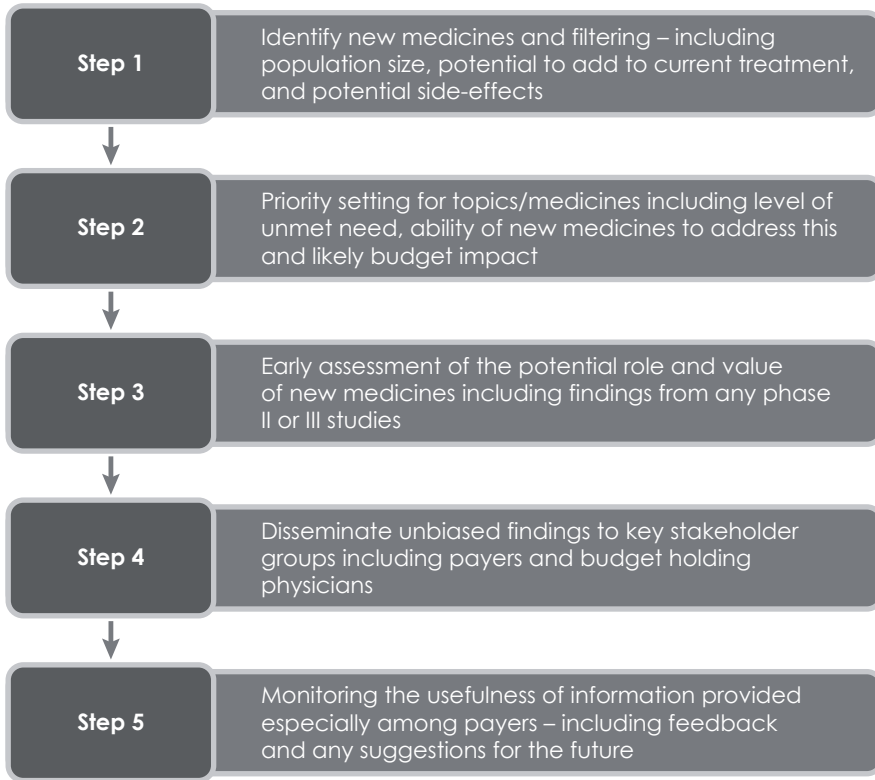 Step 1
Identify new medicines and filtering – including
population size, potential to add to current treatment,
and potential side-effects
Step 2
Priority setting for topics/medicines including level of
unmet need, ability of new medicines to address this
and likely budget impact
Step 3
Early assessment of the potential role and value
of new medicines including findings from any phase
II or III studies
Step 4
Disseminate unbiased findings to key stakeholder
groups including payers and budget holding
physicians
Step 5
Monitoring the usefulness of information provided
especially among payers – including feedback
and any suggestions for the future